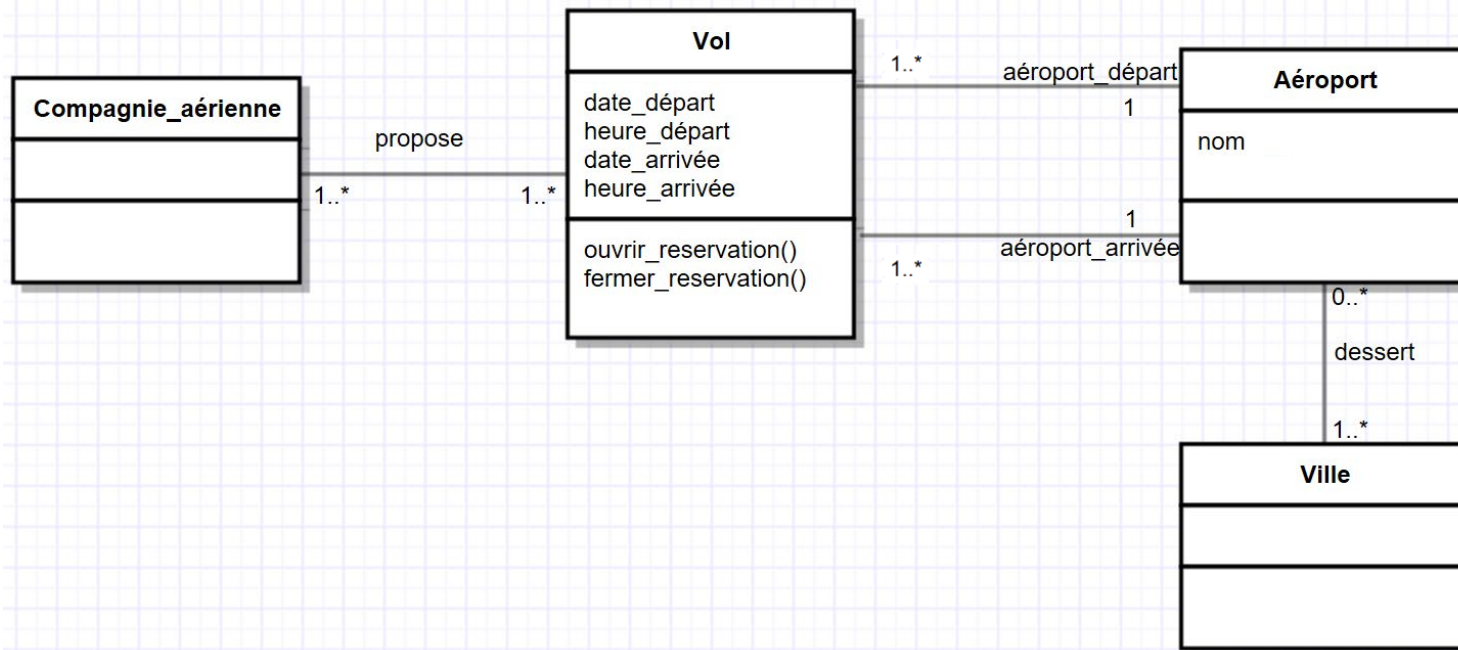 Compagnie_aérienne
propose
1..*
1..*
Vol
date_départ
heure_départ
date_arrivée
heure_arrivée
ouvrir_reservation()
fermer_reservation()
1..*
aéroport_départ
1
1
aéroport_arrivée
1..*
Aéroport
nom
0..*
dessert
1..*
Ville